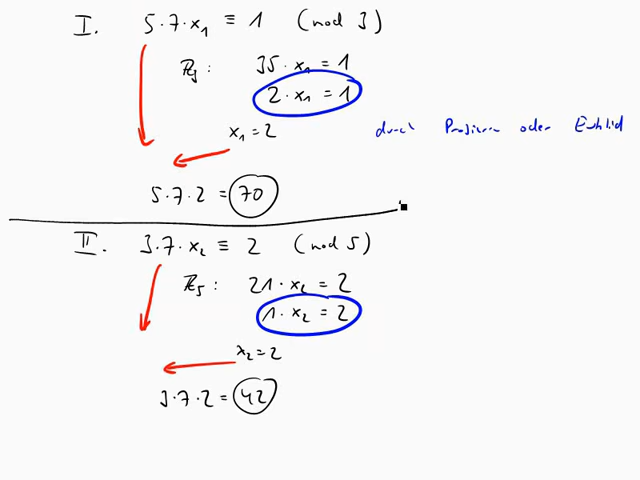 I. 5·7·x₁ ≡ 1 (mod 3)
ℤ₃: 35·x₁ = 1
2·x₁ = 1
x₁ = 2
durch Probieren oder Euklid
5·7·2 = 70
II. 3·7·x₂ ≡ 2 (mod 5)
ℤ₅: 21·x₂ = 2
1·x₂ = 2
x₂ = 2
3·7·2 = 42